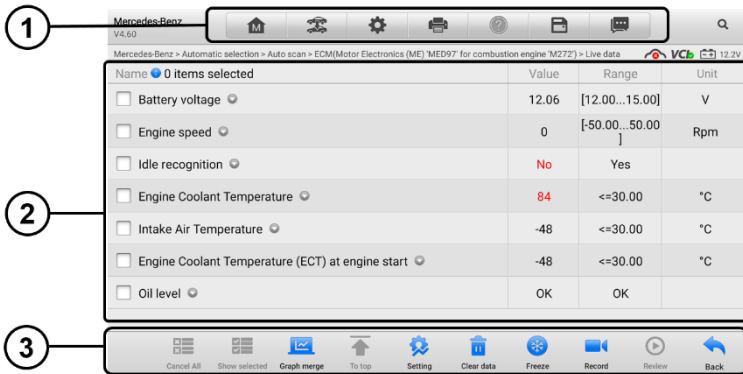 Mercedes-Benz
V4.60
M
1
Mercedes-Benz > Automatic selection > Auto scan > ECM(Motor Electronics (ME) 'MED97' for combustion engine 'M272') > Live data VCb 12.2V
Name 0 items selected Value Range Unit
Battery voltage 12.06 [12.00...15.00] V
Engine speed 0 [-50.00...50.00
] Rpm
Idle recognition No Yes
Engine Coolant Temperature 84 <=30.00 °C
2
Intake Air Temperature -48 <=30.00 °C
Engine Coolant Temperature (ECT) at engine start -48 <=30.00 °C
Oil level OK OK
3
Cancel All Show selected Graph merge To top Setting Clear data Freeze Record Review Back